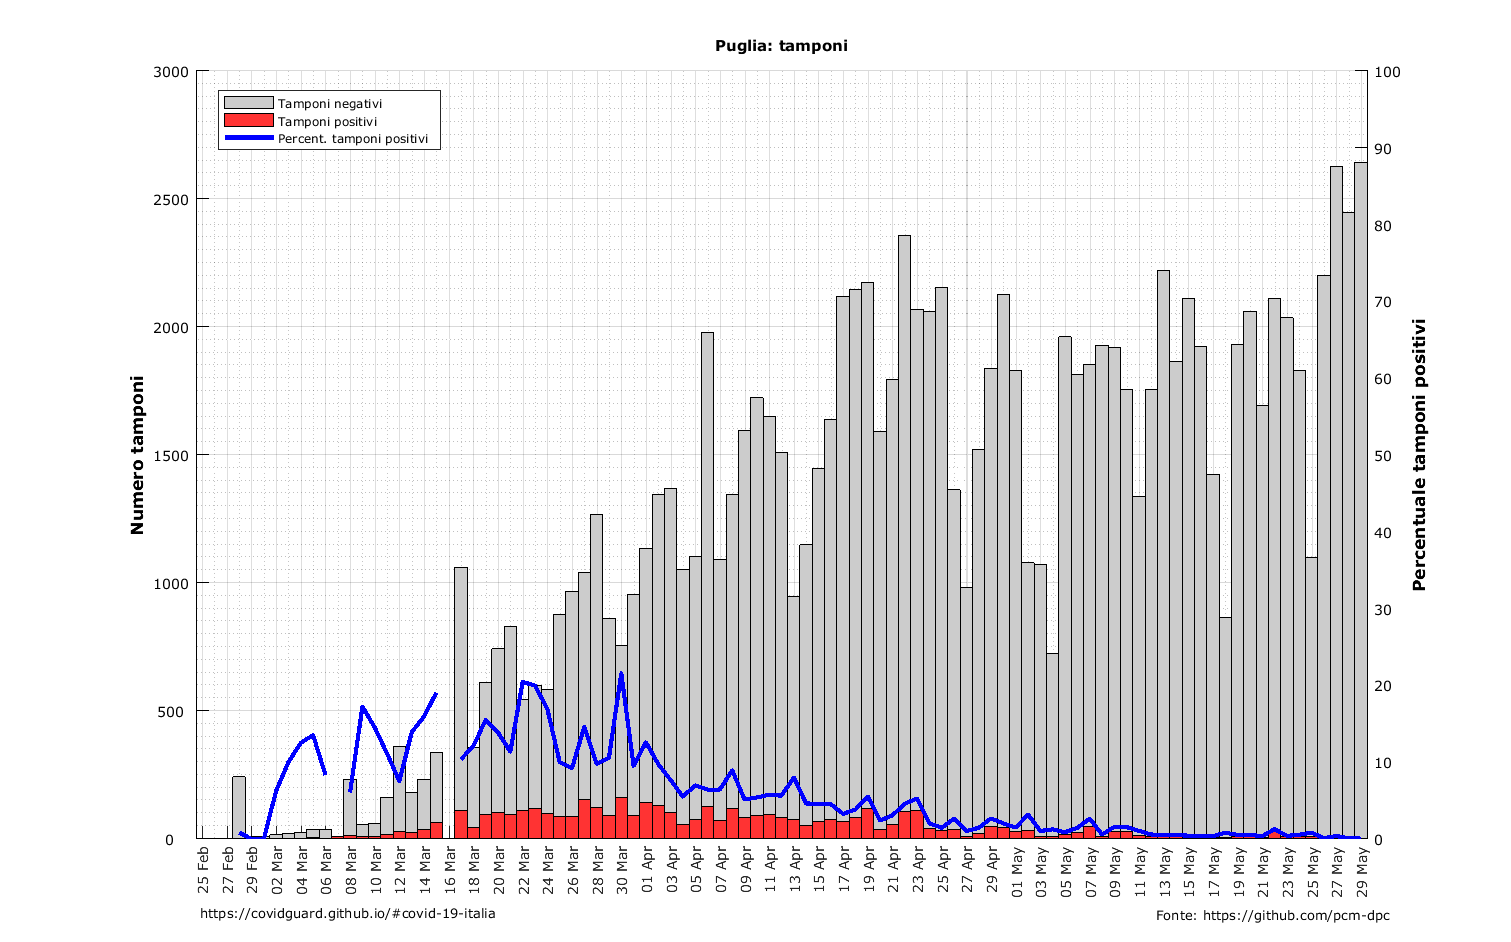 Puglia: tamponi
Tamponi negativi
Tamponi positivi
Percent. tamponi positivi
Numero tamponi
3000
2500
2000
1500
1000
500
0
Percentuale tamponi positivi
100
90
80
70
60
50
40
30
20
10
0
25 Feb
27 Feb
29 Feb
02 Mar
04 Mar
06 Mar
08 Mar
10 Mar
12 Mar
14 Mar
16 Mar
18 Mar
20 Mar
22 Mar
24 Mar
26 Mar
28 Mar
30 Mar
01 Apr
03 Apr
05 Apr
07 Apr
09 Apr
11 Apr
13 Apr
15 Apr
17 Apr
19 Apr
21 Apr
23 Apr
25 Apr
27 Apr
29 Apr
01 May
03 May
05 May
07 May
09 May
11 May
13 May
15 May
17 May
19 May
21 May
23 May
25 May
27 May
29 May
https://covidguard.github.io/#covid-19-italia
Fonte: https://github.com/pcm-dpc